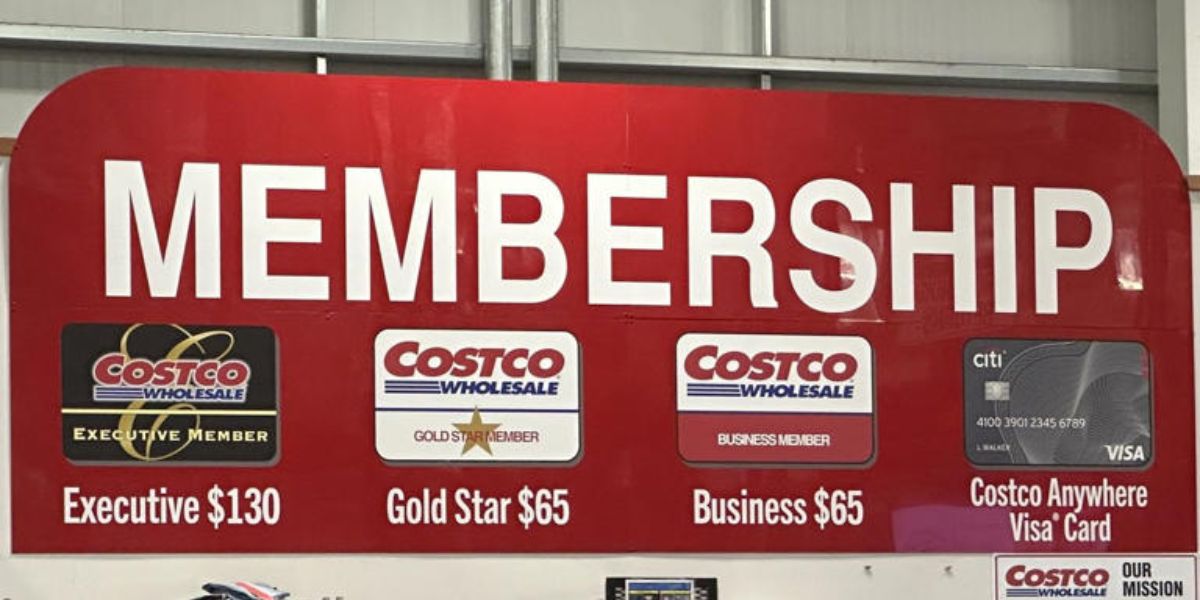 MEMBERSHIP
COSTCO
WHOLESALE
EXECUTIVE MEMBER
Executive $130
COSTCO
WHOLESALE
GOLD STAR MEMBER
Gold Star $65
COSTCO
WHOLESALE
BUSINESS MEMBER
Business $65
citi
4100 3901 2345 6789
L WALKER
VISA
Costco Anywhere
Visa® Card
COSTCO
WHOLESALE
OUR
MISSION